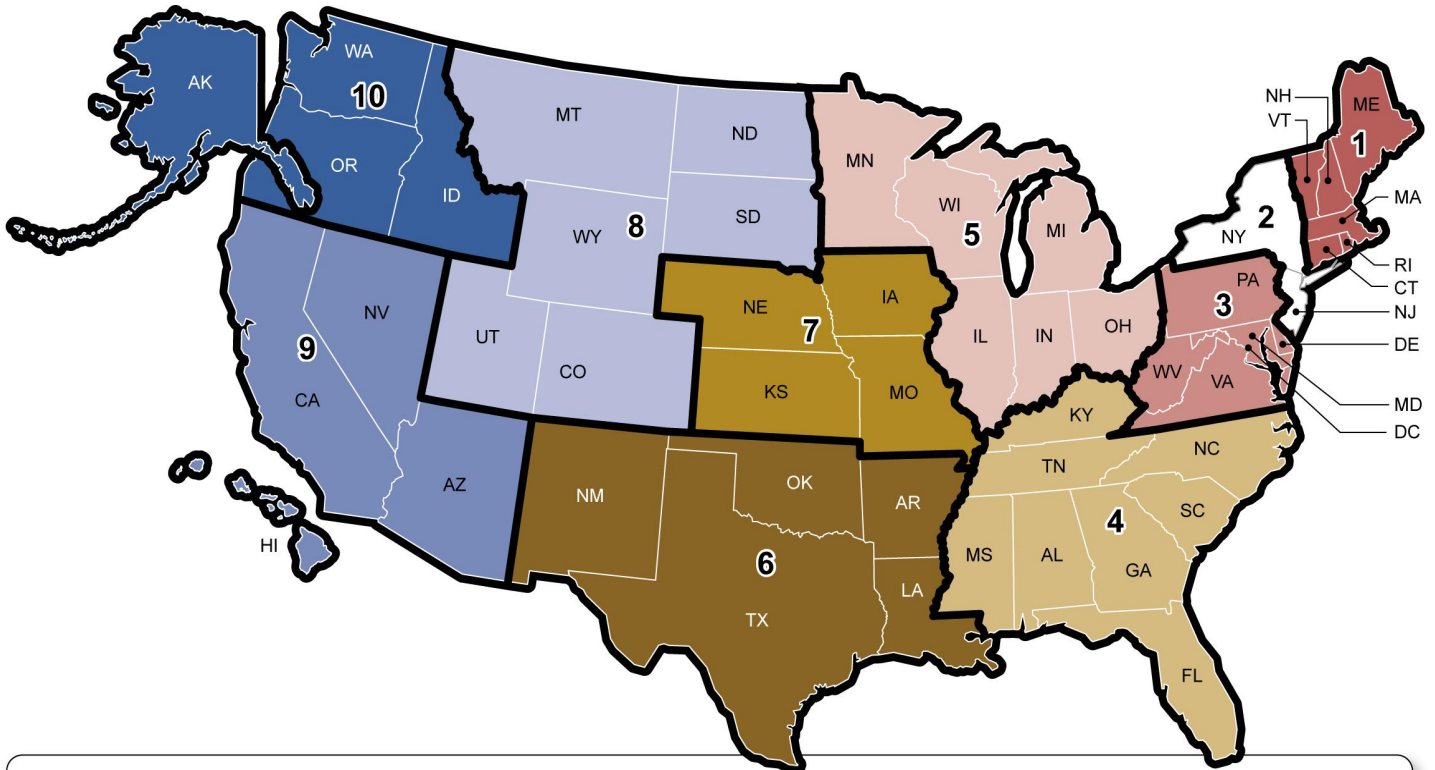 AK
WA
10
OR
ID
MT
ND
SD
WY
8
UT
CO
NV
9
CA
AZ
HI
NE
7
IA
KS
MO
MN
WI
5
MI
IL
IN
OH
NM
OK
AR
6
TX
LA
KY
TN
NC
SC
4
MS
AL
GA
FL
PA
3
WV
VA
2
NY
NH
VT
ME
1
MA
RI
CT
NJ
DE
MD
DC